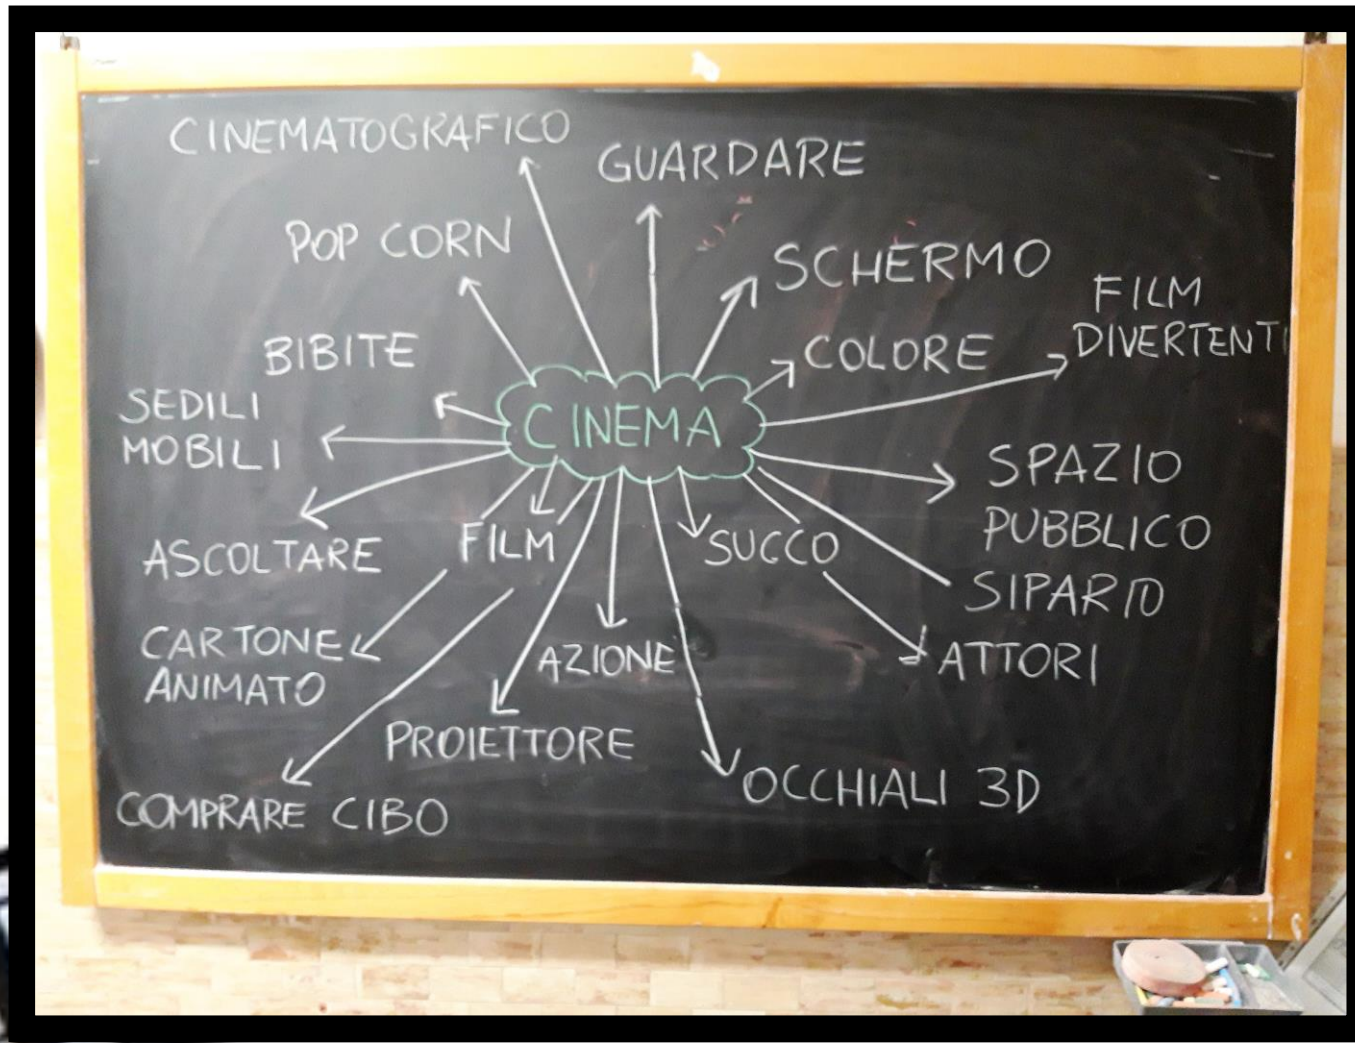 CINEMATOGRAFICO
GUARDARE
POP CORN
SCHERMO
FILM
DIVERTENTI
BIBITE
COLORE
SEDILI
MOBILI
CINEMA
SPAZIO
PUBBLICO
ASCOLTARE
FILM
SUCCO
SIPARIO
CARTONE
ANIMATO
AZIONE
ATTORI
PROIETTORE
OCCHIALI 3D
COMPRARE CIBO